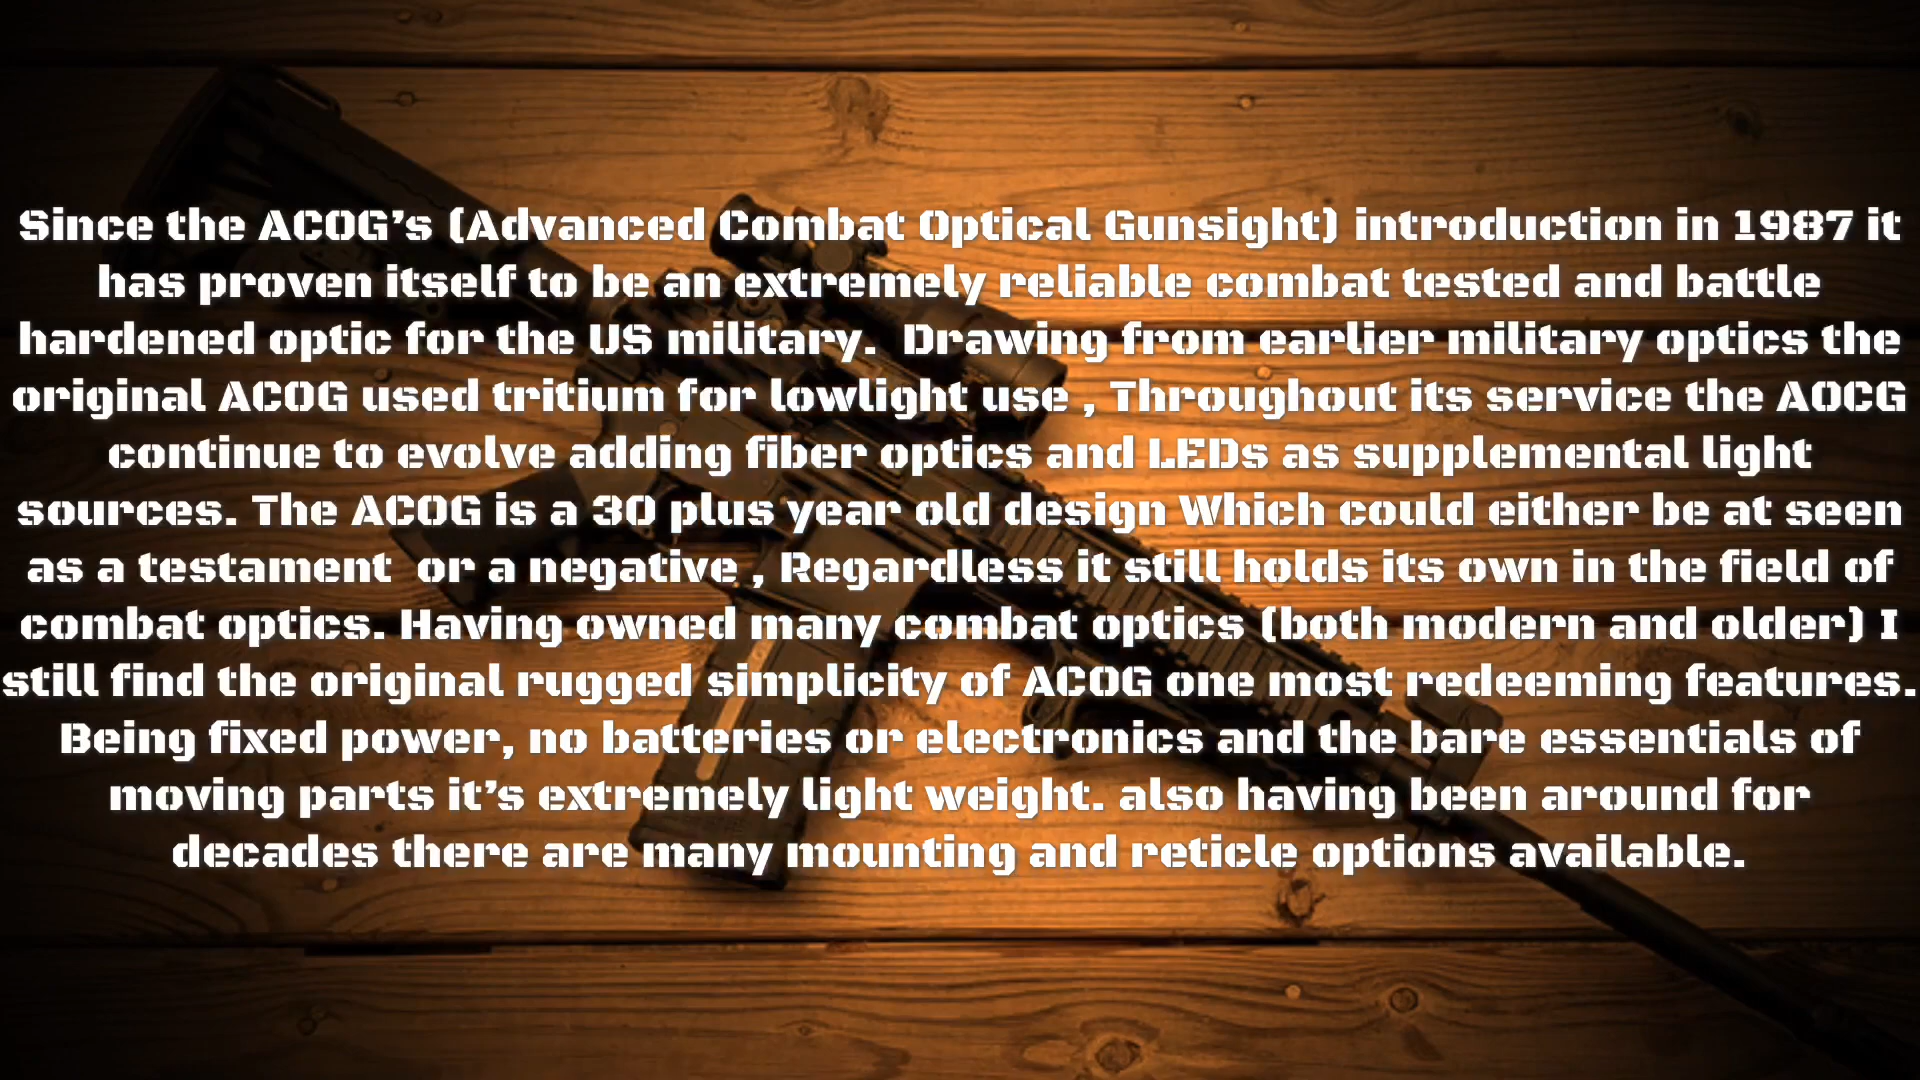 Since the ACOG’s (Advanced Combat Optical Gunsight) introduction in 1987 it
has proven itself to be an extremely reliable combat tested and battle
hardened optic for the US military.  Drawing from earlier military optics the
original ACOG used tritium for lowlight use , Throughout its service the AOCG
continue to evolve adding fiber optics and LEDs as supplemental light
sources. The ACOG is a 30 plus year old design Which could either be at seen
as a testament  or a negative , Regardless it still holds its own in the field of
combat optics. Having owned many combat optics (both modern and older) I
still find the original rugged simplicity of ACOG one most redeeming features.
Being fixed power, no batteries or electronics and the bare essentials of
moving parts it’s extremely light weight. also having been around for
decades there are many mounting and reticle options available.